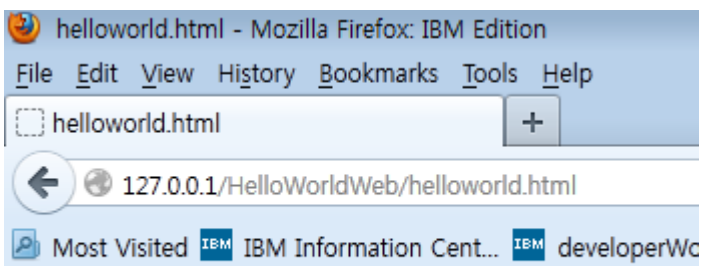 helloworld.html - Mozilla Firefox: IBM Edition
File Edit View History Bookmarks Tools Help
helloworld.html +
127.0.0.1/HelloWorldWeb/helloworld.html
Most Visited IBM IBM Information Cent... IBM developerWo